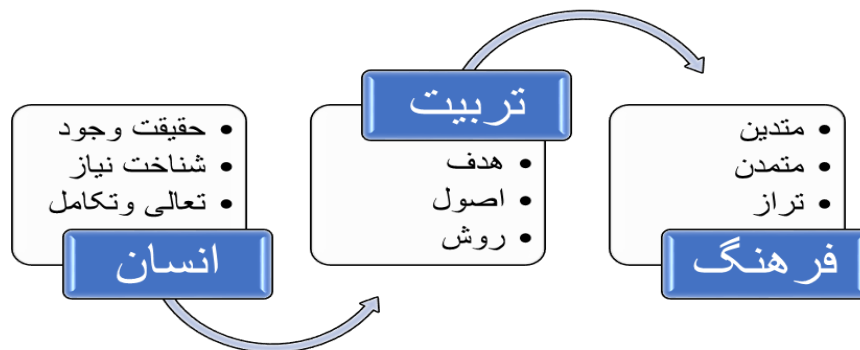 • حقیقت وجود
• شناخت نیاز
• تعالی وتکامل
انسان
تربیت
• هدف
• اصول
• روش
• متدین
• متمدن
• تراز
فرهنگ